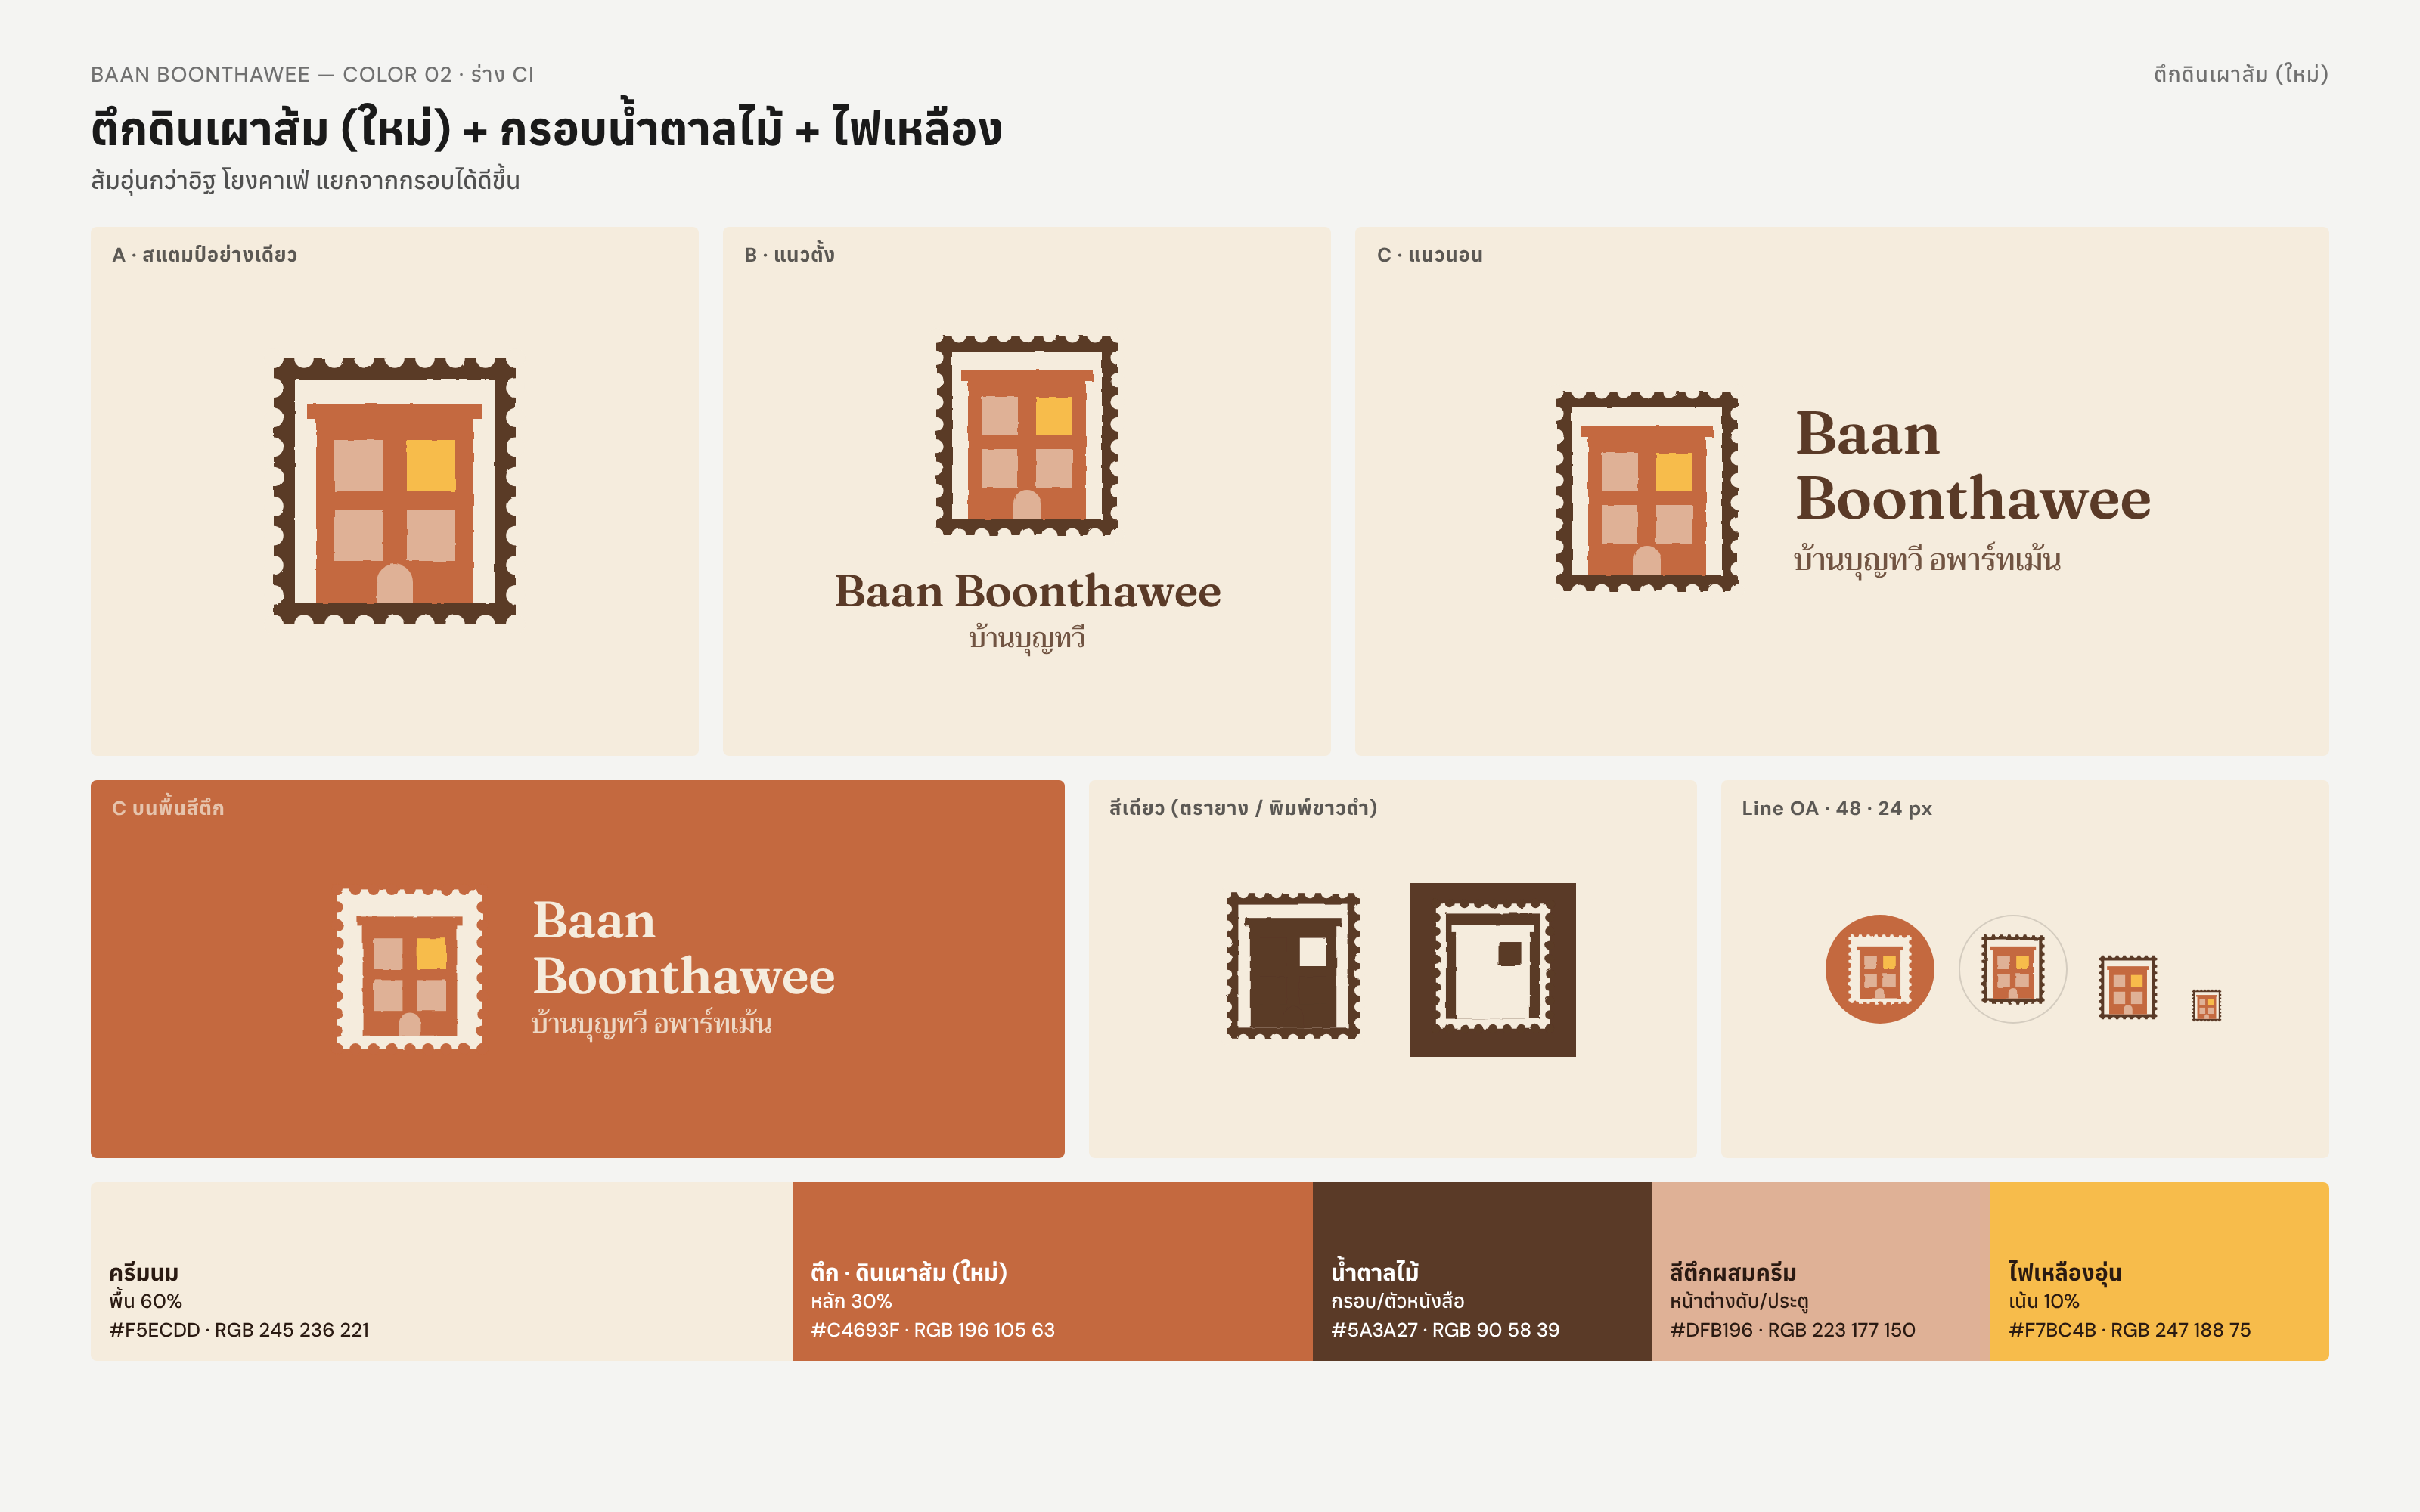 BAAN BOONTHAWEE — COLOR 02 · ร่าง CI
ตึกดินเผาส้ม (ใหม่)
ตึกดินเผาส้ม (ใหม่) + กรอบน้ำตาลไม้ + ไฟเหลือง
ส้มอุ่นกว่าอิฐ โยงคาเฟ่ แยกจากกรอบได้ดีขึ้น
A · สแตมป์อย่างเดียว
B · แนวตั้ง
Baan Boonthawee
บ้านบุญทวี
C · แนวนอน
Baan
Boonthawee
บ้านบุญทวี อพาร์ทเม้น
C บนพื้นสีตึก
Baan
Boonthawee
บ้านบุญทวี อพาร์ทเม้น
สีเดียว (ตรายาง / พิมพ์ขาวดำ)
Line OA · 48 · 24 px
ครีมนม
พื้น 60%
#F5ECDD · RGB 245 236 221
ตึก · ดินเผาส้ม (ใหม่)
หลัก 30%
#C4693F · RGB 196 105 63
น้ำตาลไม้
กรอบ/ตัวหนังสือ
#5A3A27 · RGB 90 58 39
สีตึกผสมครีม
หน้าต่างดับ/ประตู
#DFB196 · RGB 223 177 150
ไฟเหลืองอุ่น
เน้น 10%
#F7BC4B · RGB 247 188 75